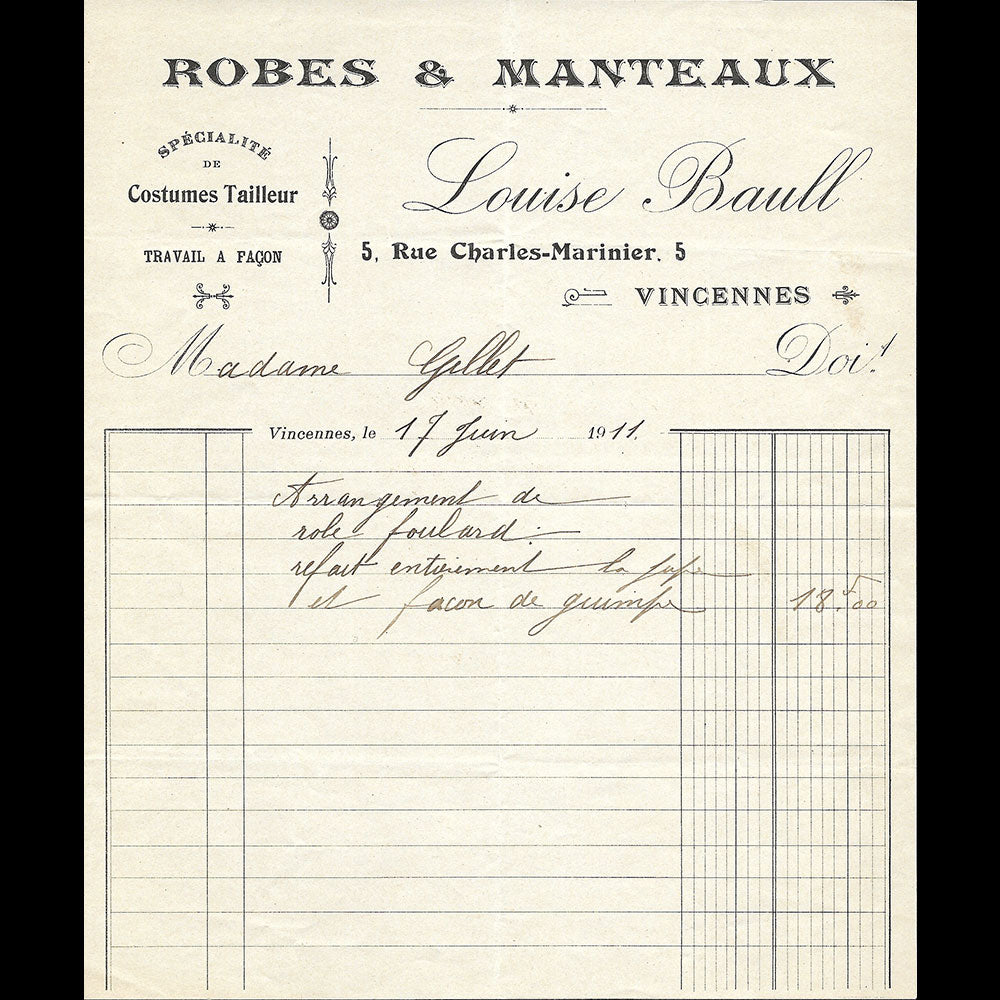 ROBES & MANTEAUX
SPÉCIALITÉ
DE
Costumes Tailleur
TRAVAIL A FAÇON
Louise Baull
5, Rue Charles-Marinier, 5
VINCENNES
Madame Gillet Doit
Vincennes, le 17 Juin 1911.
Arrangement de
robe foulard.
refait entièrement la jupe
et façon de guimpe 18.F00